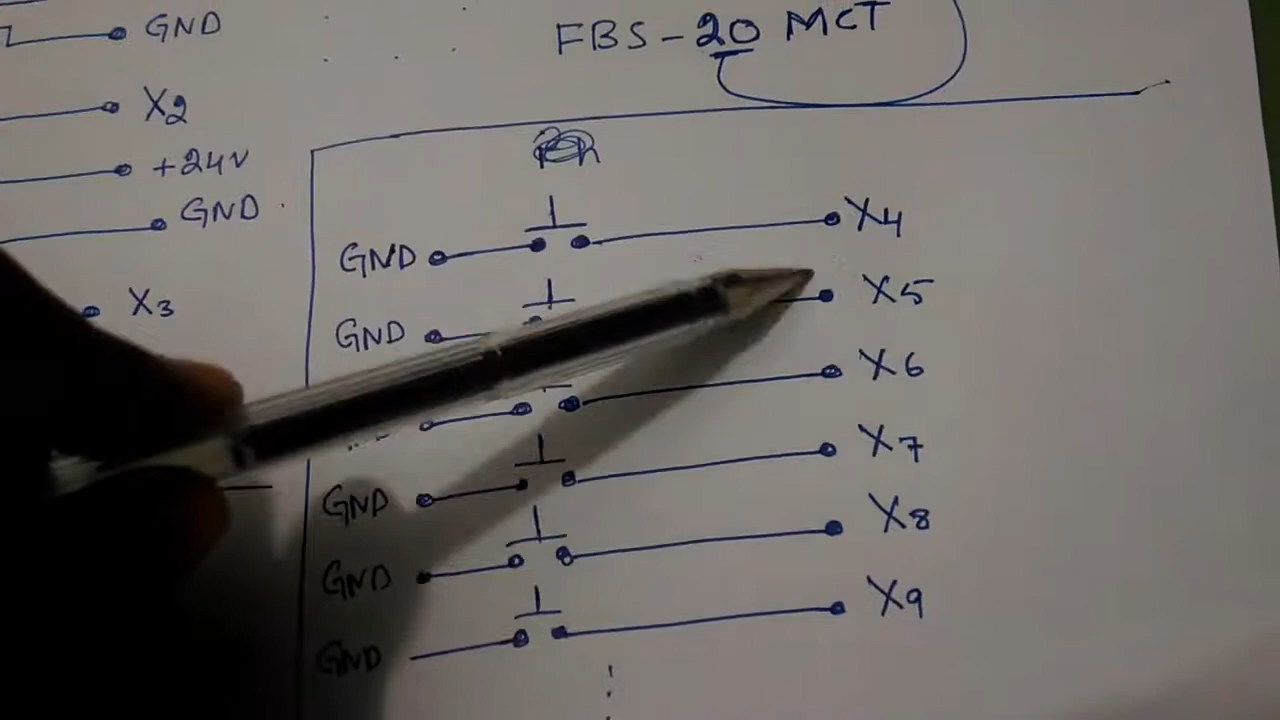 GND
FBS-20 MCT
X2
+24V
GND
X3
GND X4
GND X5
X6
GND X7
GND X8
GND X9